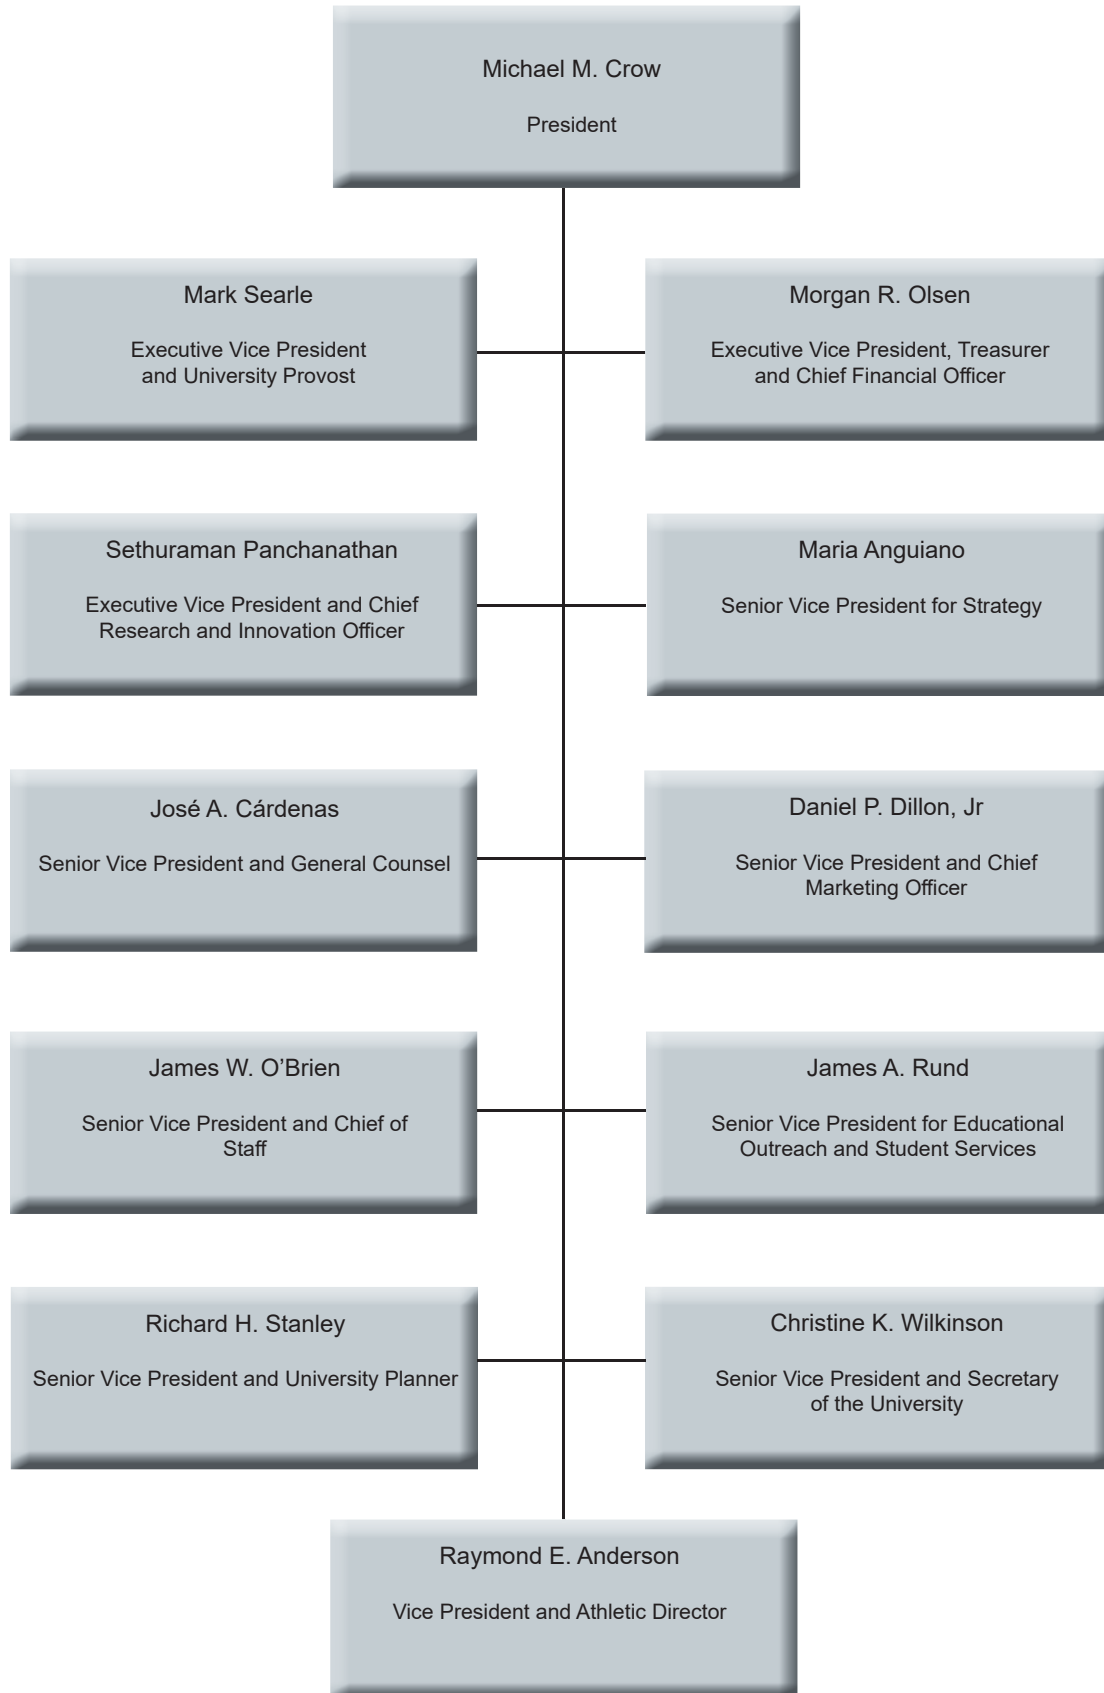 Michael M. Crow
President
Mark Searle
Executive Vice President
and University Provost
Morgan R. Olsen
Executive Vice President, Treasurer
and Chief Financial Officer
Sethuraman Panchanathan
Executive Vice President and Chief
Research and Innovation Officer
Maria Anguiano
Senior Vice President for Strategy
José A. Cárdenas
Senior Vice President and General Counsel
Daniel P. Dillon, Jr
Senior Vice President and Chief
Marketing Officer
James W. O’Brien
Senior Vice President and Chief of
Staff
James A. Rund
Senior Vice President for Educational
Outreach and Student Services
Richard H. Stanley
Senior Vice President and University Planner
Christine K. Wilkinson
Senior Vice President and Secretary
of the University
Raymond E. Anderson
Vice President and Athletic Director